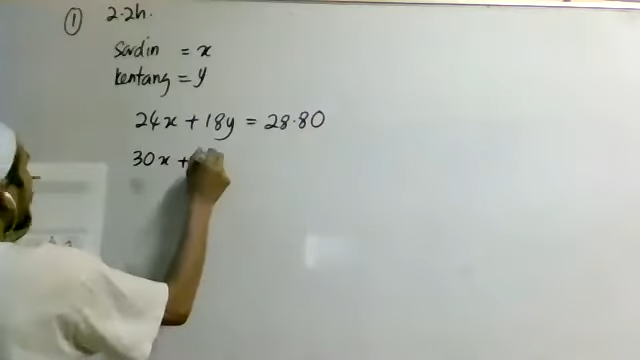 ① 2.2h.
Sardin = x
kentang = y
24x + 18y = 28.80
30x +